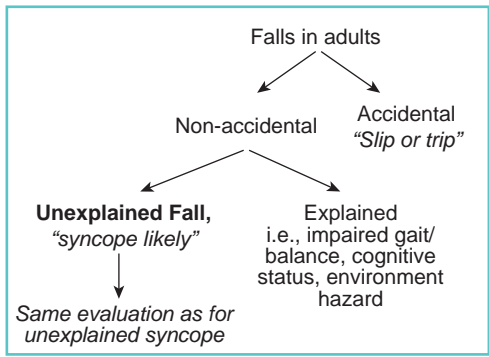 Falls in adults
Non-accidental
Accidental
“Slip or trip”
Unexplained Fall,
“syncope likely”
Explained
i.e., impaired gait/
balance, cognitive
status, environment
hazard
Same evaluation as for
unexplained syncope